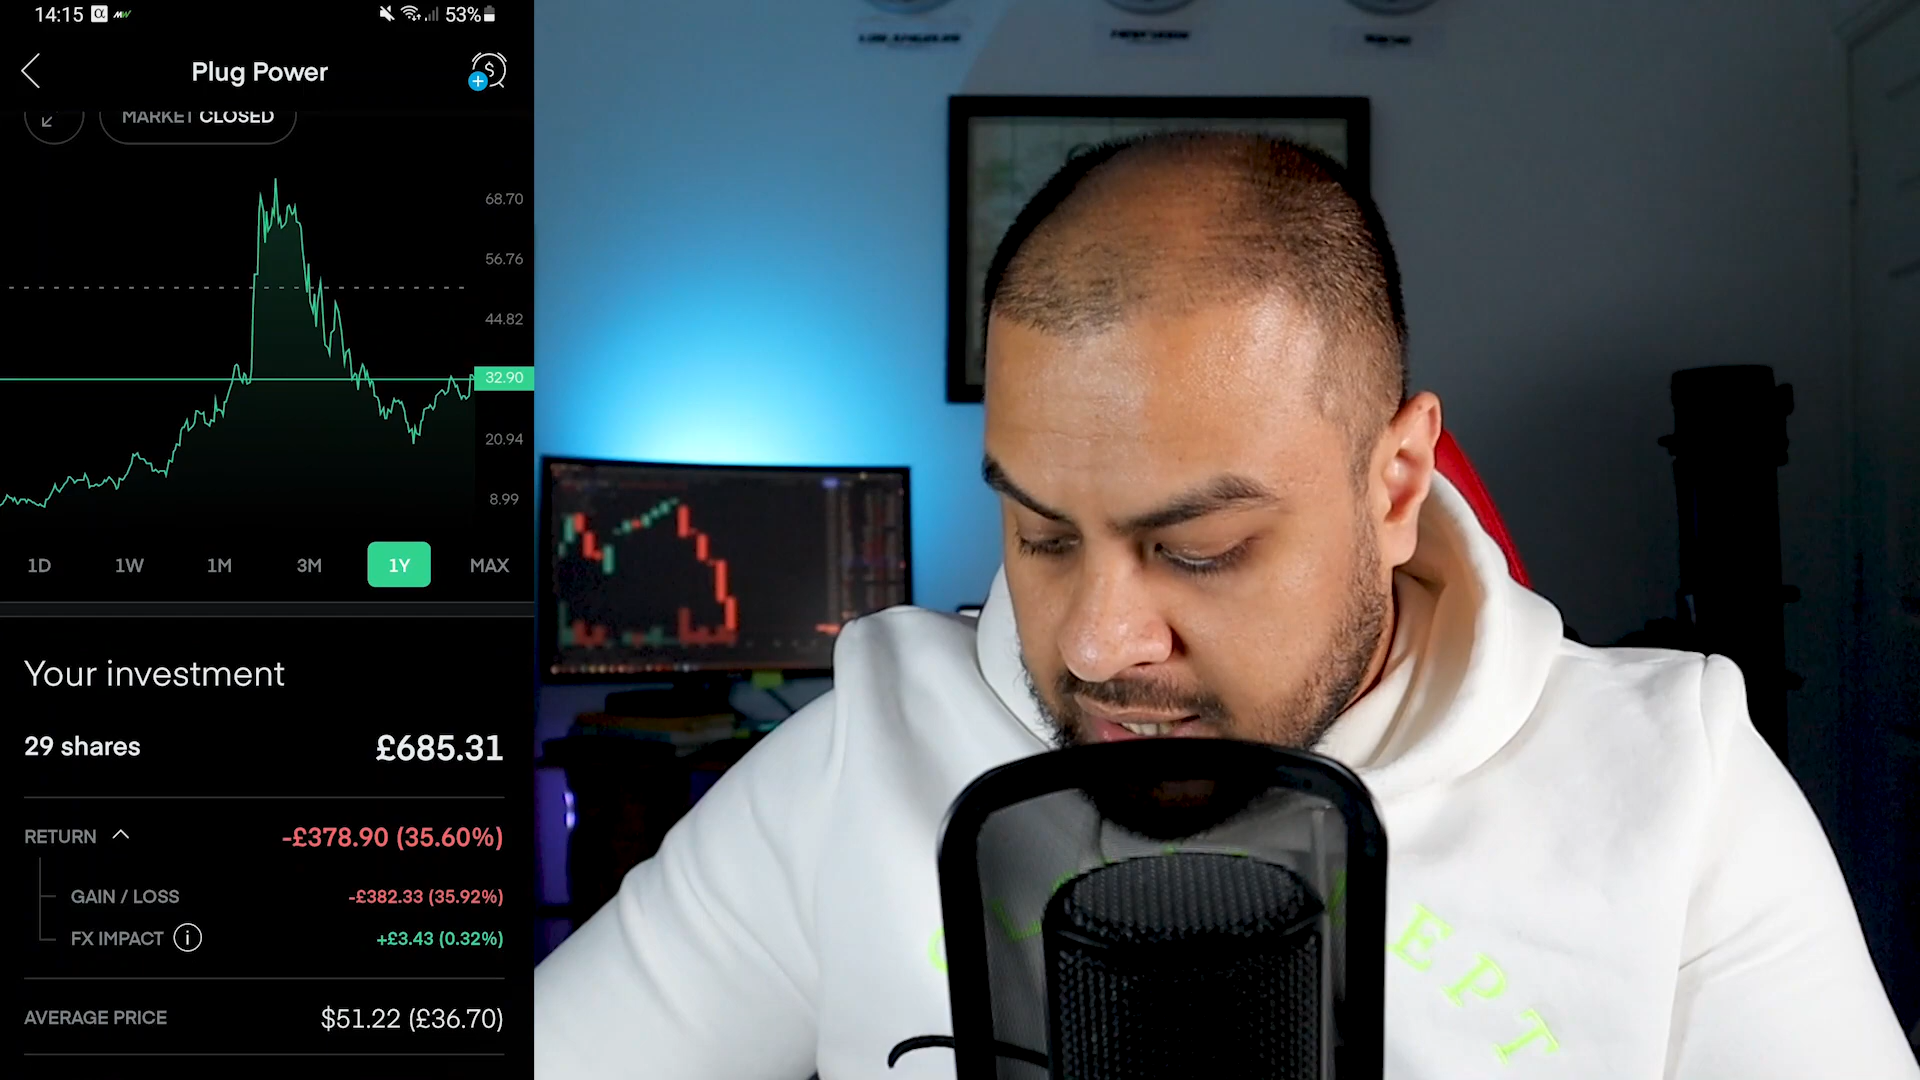 14:15 α MW 53%
Plug Power
MARKET CLOSED
68.70
56.76
44.82
32.90
20.94
8.99
1D 1W 1M 3M 1Y MAX
Your investment
29 shares £685.31
RETURN -£378.90 (35.60%)
GAIN / LOSS -£382.33 (35.92%)
FX IMPACT i +£3.43 (0.32%)
AVERAGE PRICE $51.22 (£36.70)
EPT